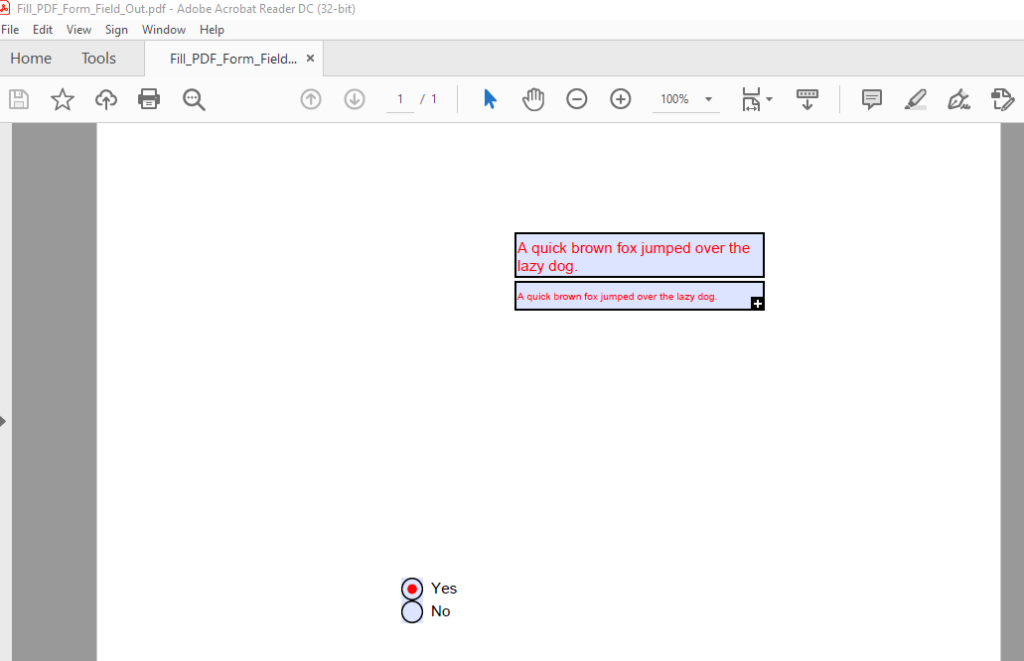 Fill_PDF_Form_Field_Out.pdf - Adobe Acrobat Reader DC (32-bit)
File Edit View Sign Window Help
Home Tools Fill_PDF_Form_Field... ×
1 / 1 100%
A quick brown fox jumped over the
lazy dog.
A quick brown fox jumped over the lazy dog.
Yes
No